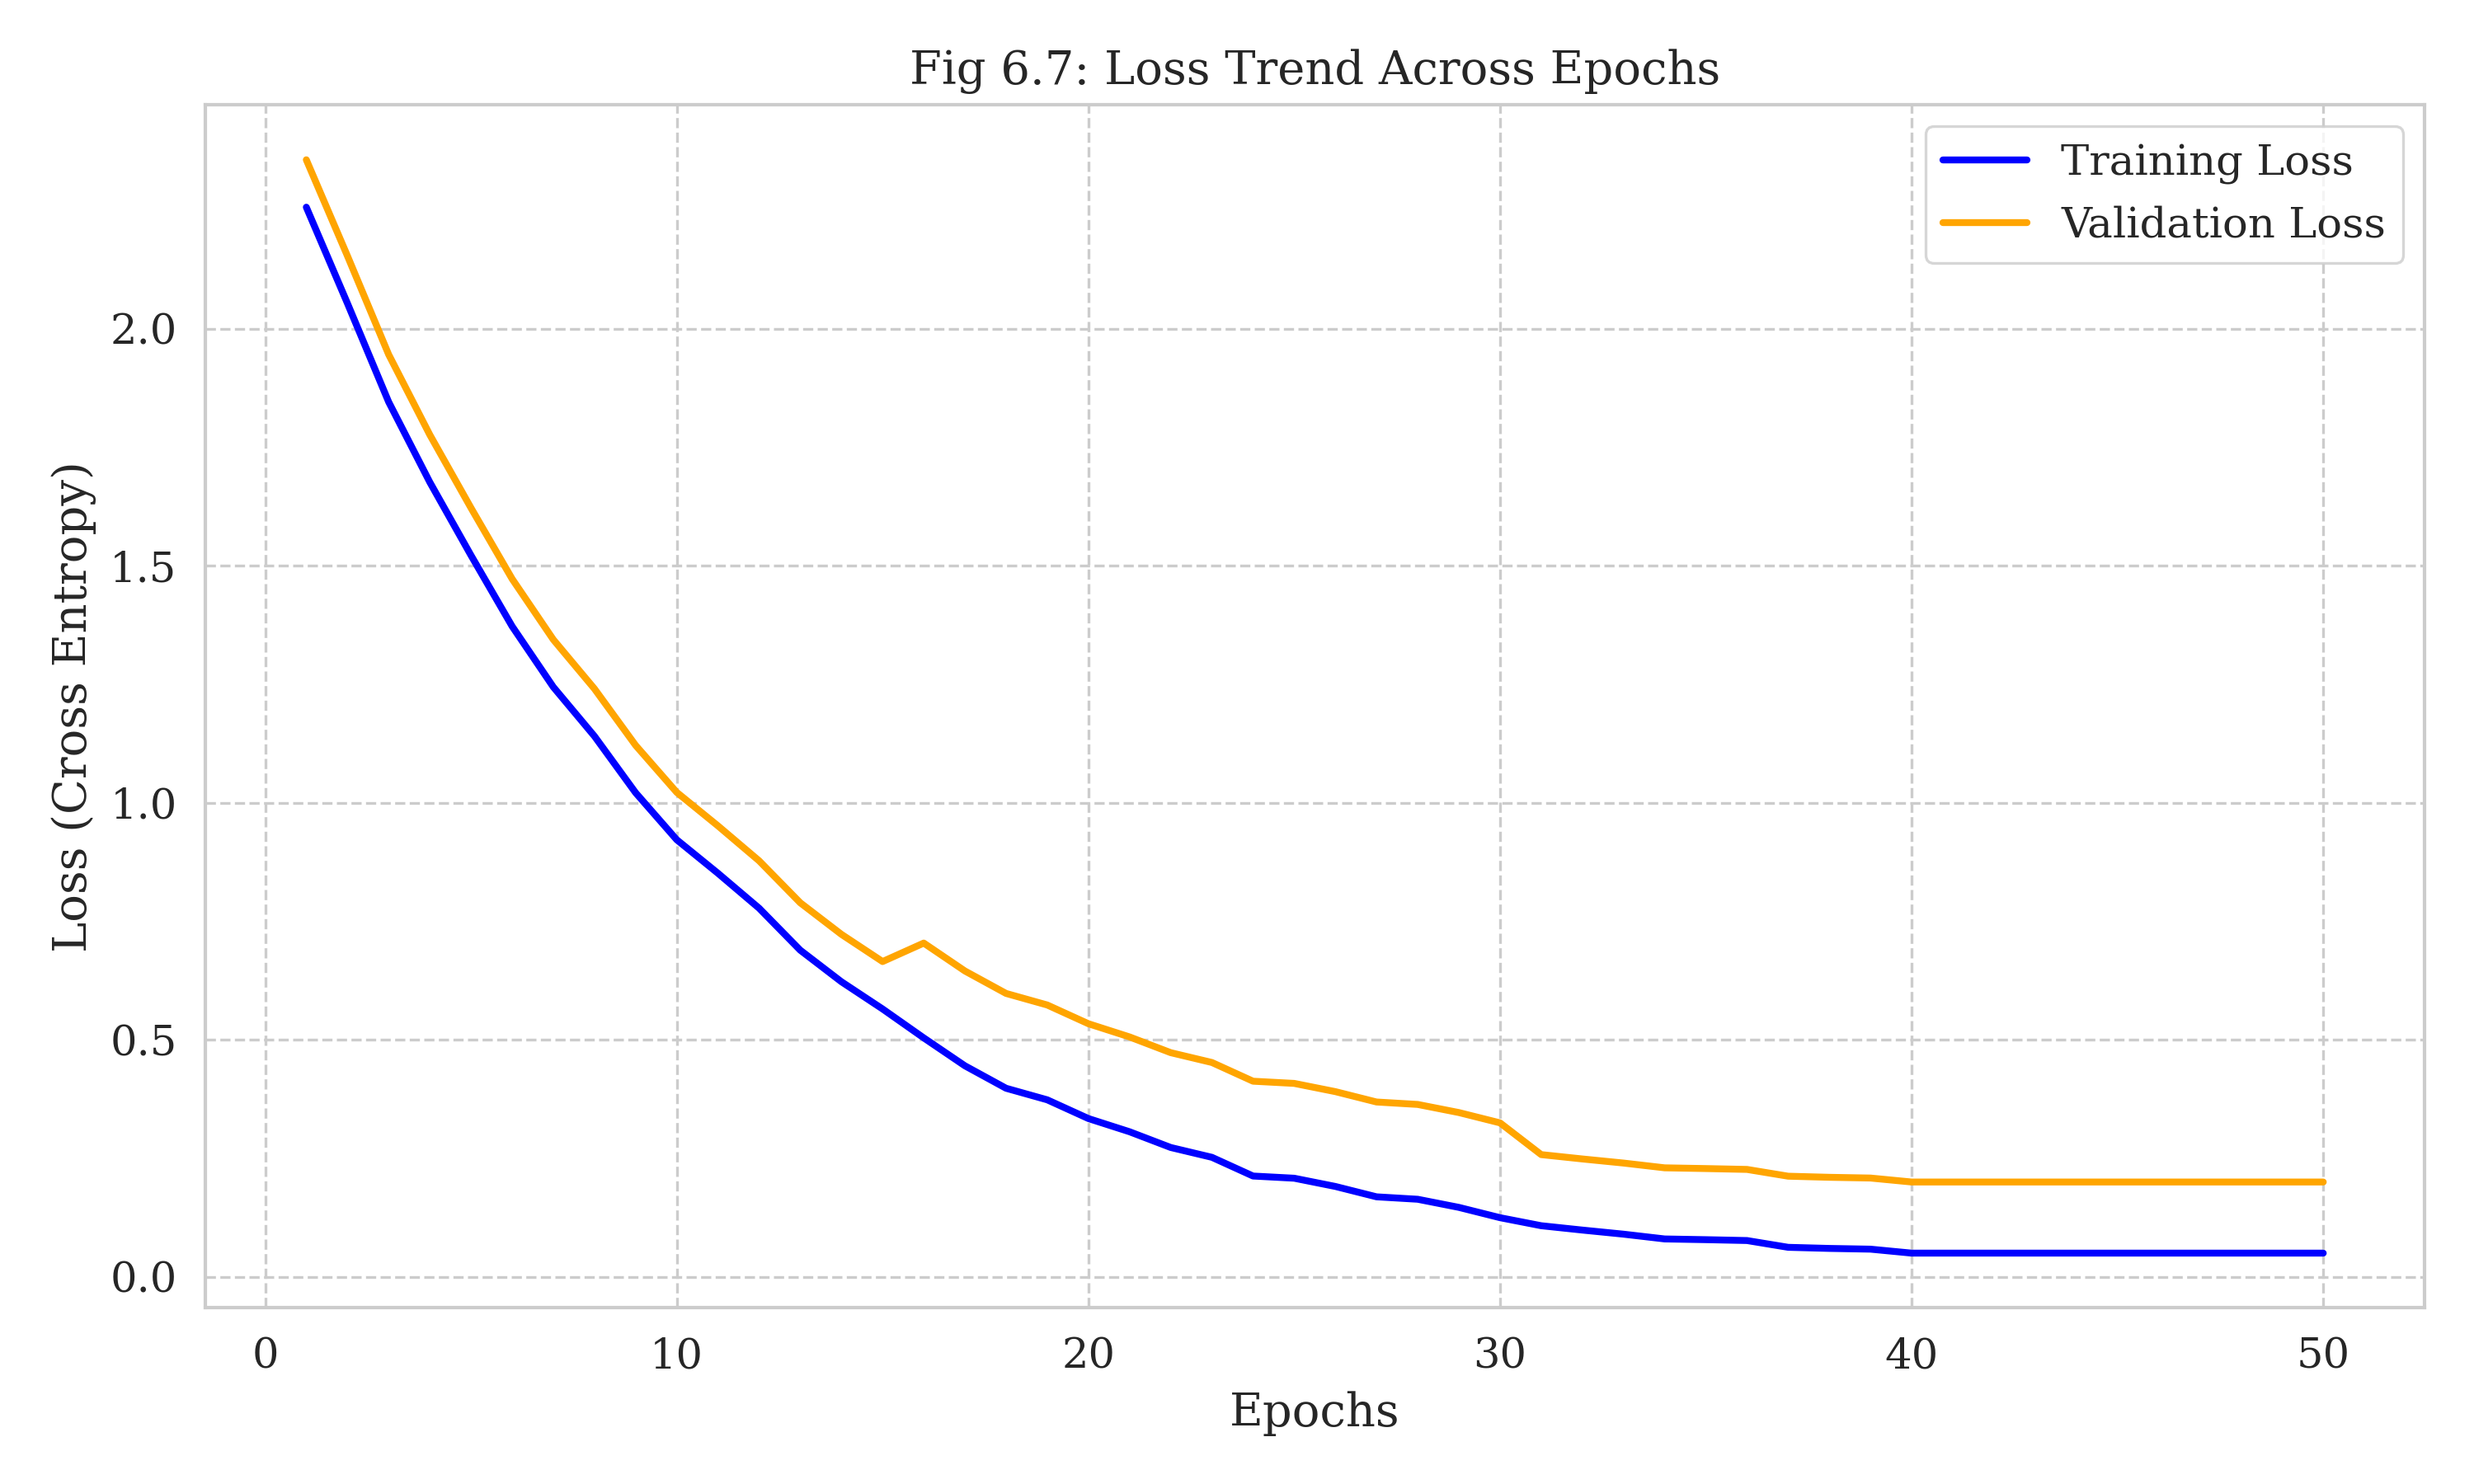 Fig 6.7: Loss Trend Across Epochs
Training Loss
Validation Loss
Loss (Cross Entropy)
2.0
1.5
1.0
0.5
0.0
0 10 20 30 40 50
Epochs